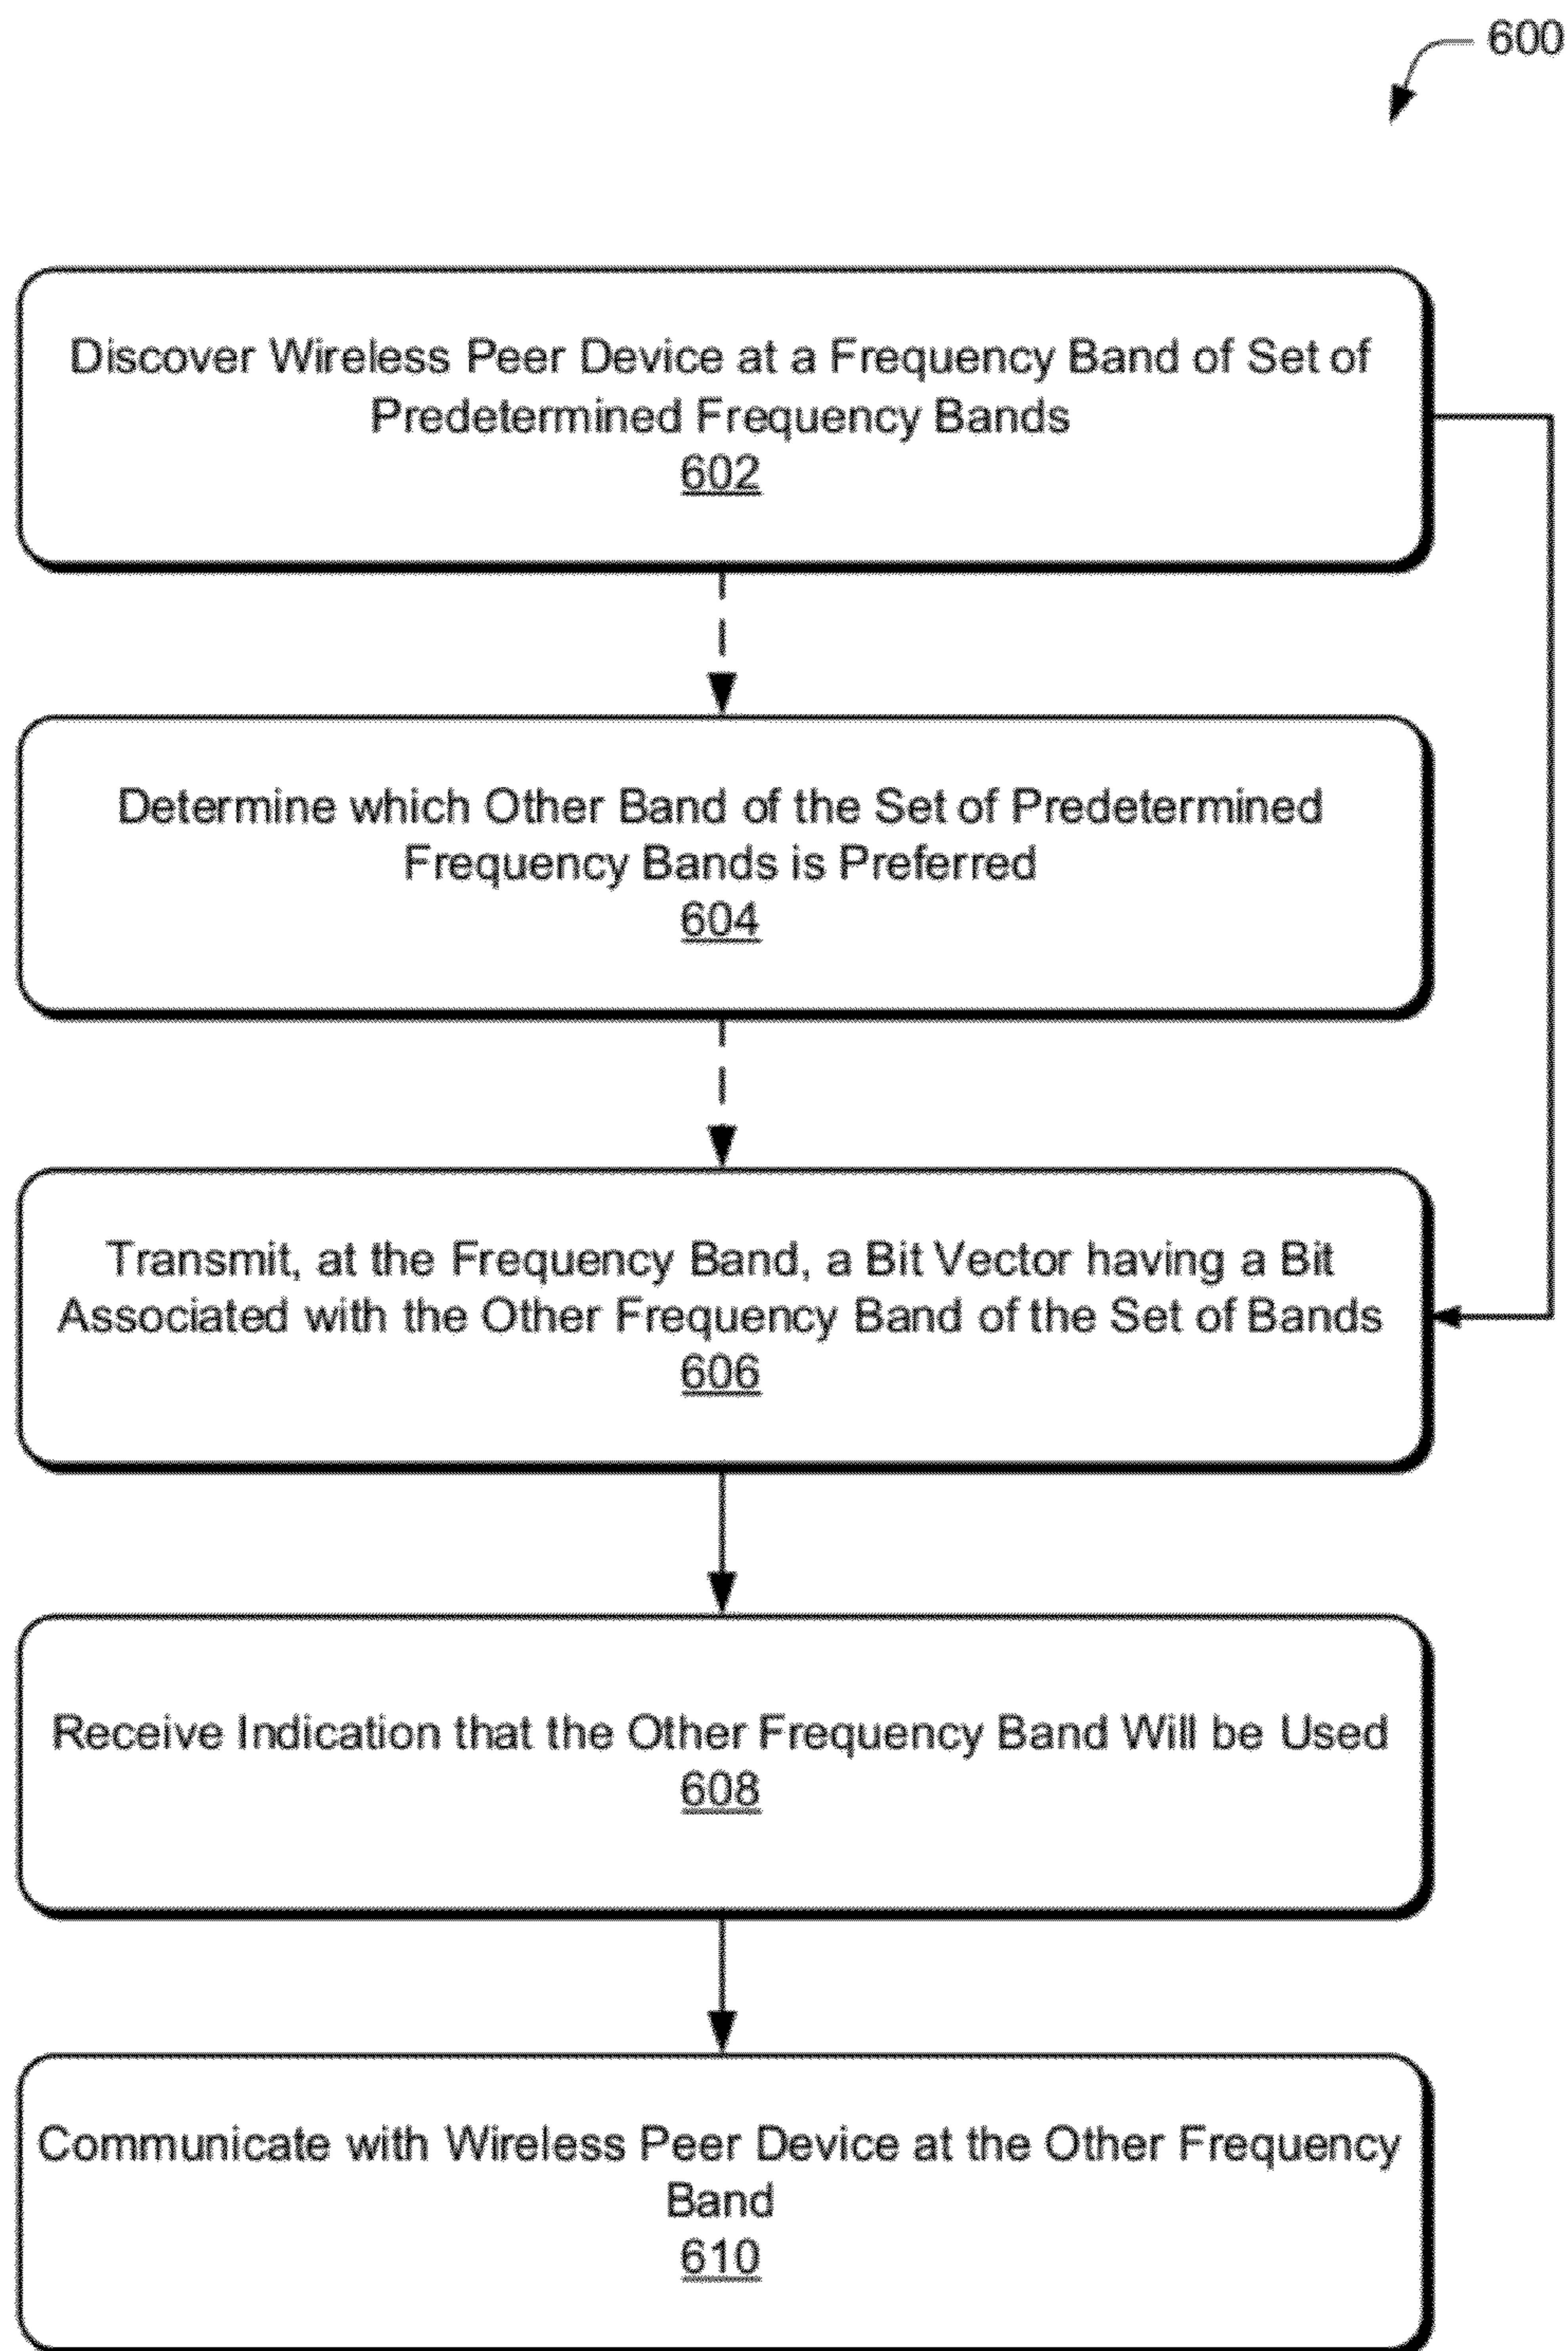 600
Discover Wireless Peer Device at a Frequency Band of Set of
Predetermined Frequency Bands
602
Determine which Other Band of the Set of Predetermined
Frequency Bands is Preferred
604
Transmit, at the Frequency Band, a Bit Vector having a Bit
Associated with the Other Frequency Band of the Set of Bands
606
Receive Indication that the Other Frequency Band Will be Used
608
Communicate with Wireless Peer Device at the Other Frequency
Band
610